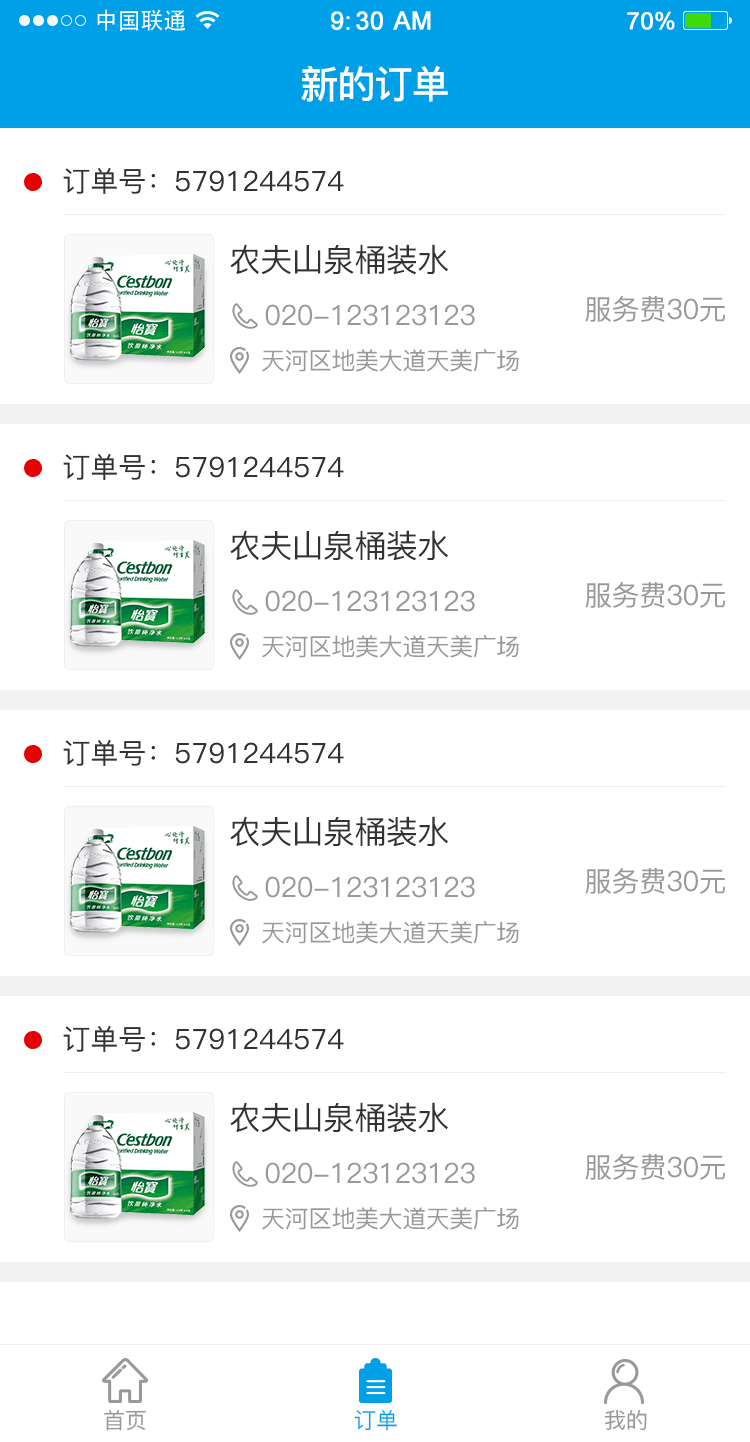 中国联通 9:30 AM 70%
新的订单
订单号：5791244574
农夫山泉桶装水
020-123123123
天河区地美大道天美广场
服务费30元
C'estbon
Purified Drinking Water
怡寶
怡寶
饮用纯净水
订单号：5791244574
农夫山泉桶装水
020-123123123
天河区地美大道天美广场
服务费30元
C'estbon
Purified Drinking Water
怡寶
怡寶
饮用纯净水
订单号：5791244574
农夫山泉桶装水
020-123123123
天河区地美大道天美广场
服务费30元
C'estbon
Purified Drinking Water
怡寶
怡寶
饮用纯净水
订单号：5791244574
农夫山泉桶装水
020-123123123
天河区地美大道天美广场
服务费30元
C'estbon
Purified Drinking Water
怡寶
怡寶
饮用纯净水
首页 订单 我的